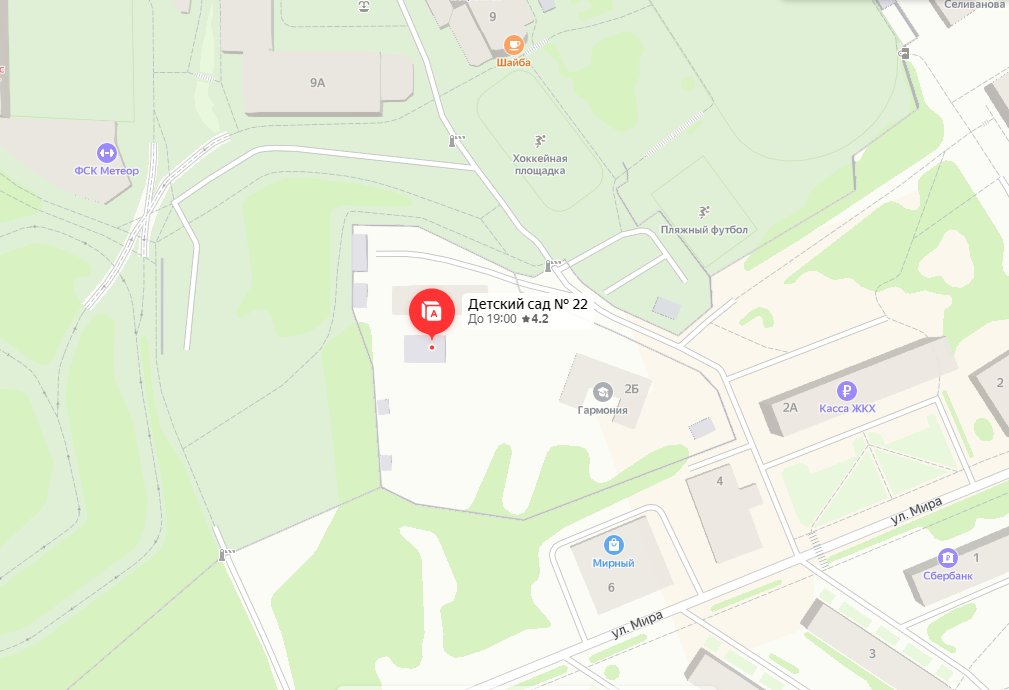 Селиванова
9
Шайба
9А
с
ФСК Метеор
Хоккейная
площадка
Пляжный футбол
Детский сад № 22
До 19:00 ★4.2
2Б
Гармония
2А
Касса ЖКХ
2
4
ул. Мира
Мирный
6
1
Сбербанк
ул. Мира
3